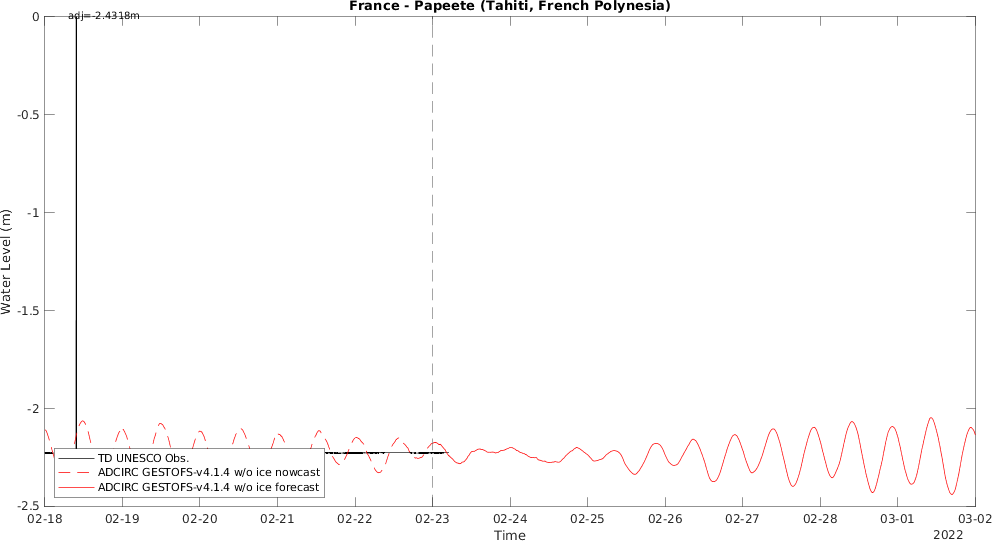 France - Papeete (Tahiti, French Polynesia)
adj=-2.4318m
0
-0.5
-1
-1.5
-2
-2.5
Water Level (m)
TD UNESCO Obs.
ADCIRC GESTOFS-v4.1.4 w/o ice nowcast
ADCIRC GESTOFS-v4.1.4 w/o ice forecast
02-18 02-19 02-20 02-21 02-22 02-23 02-24 02-25 02-26 02-27 02-28 03-01 03-02
Time
2022